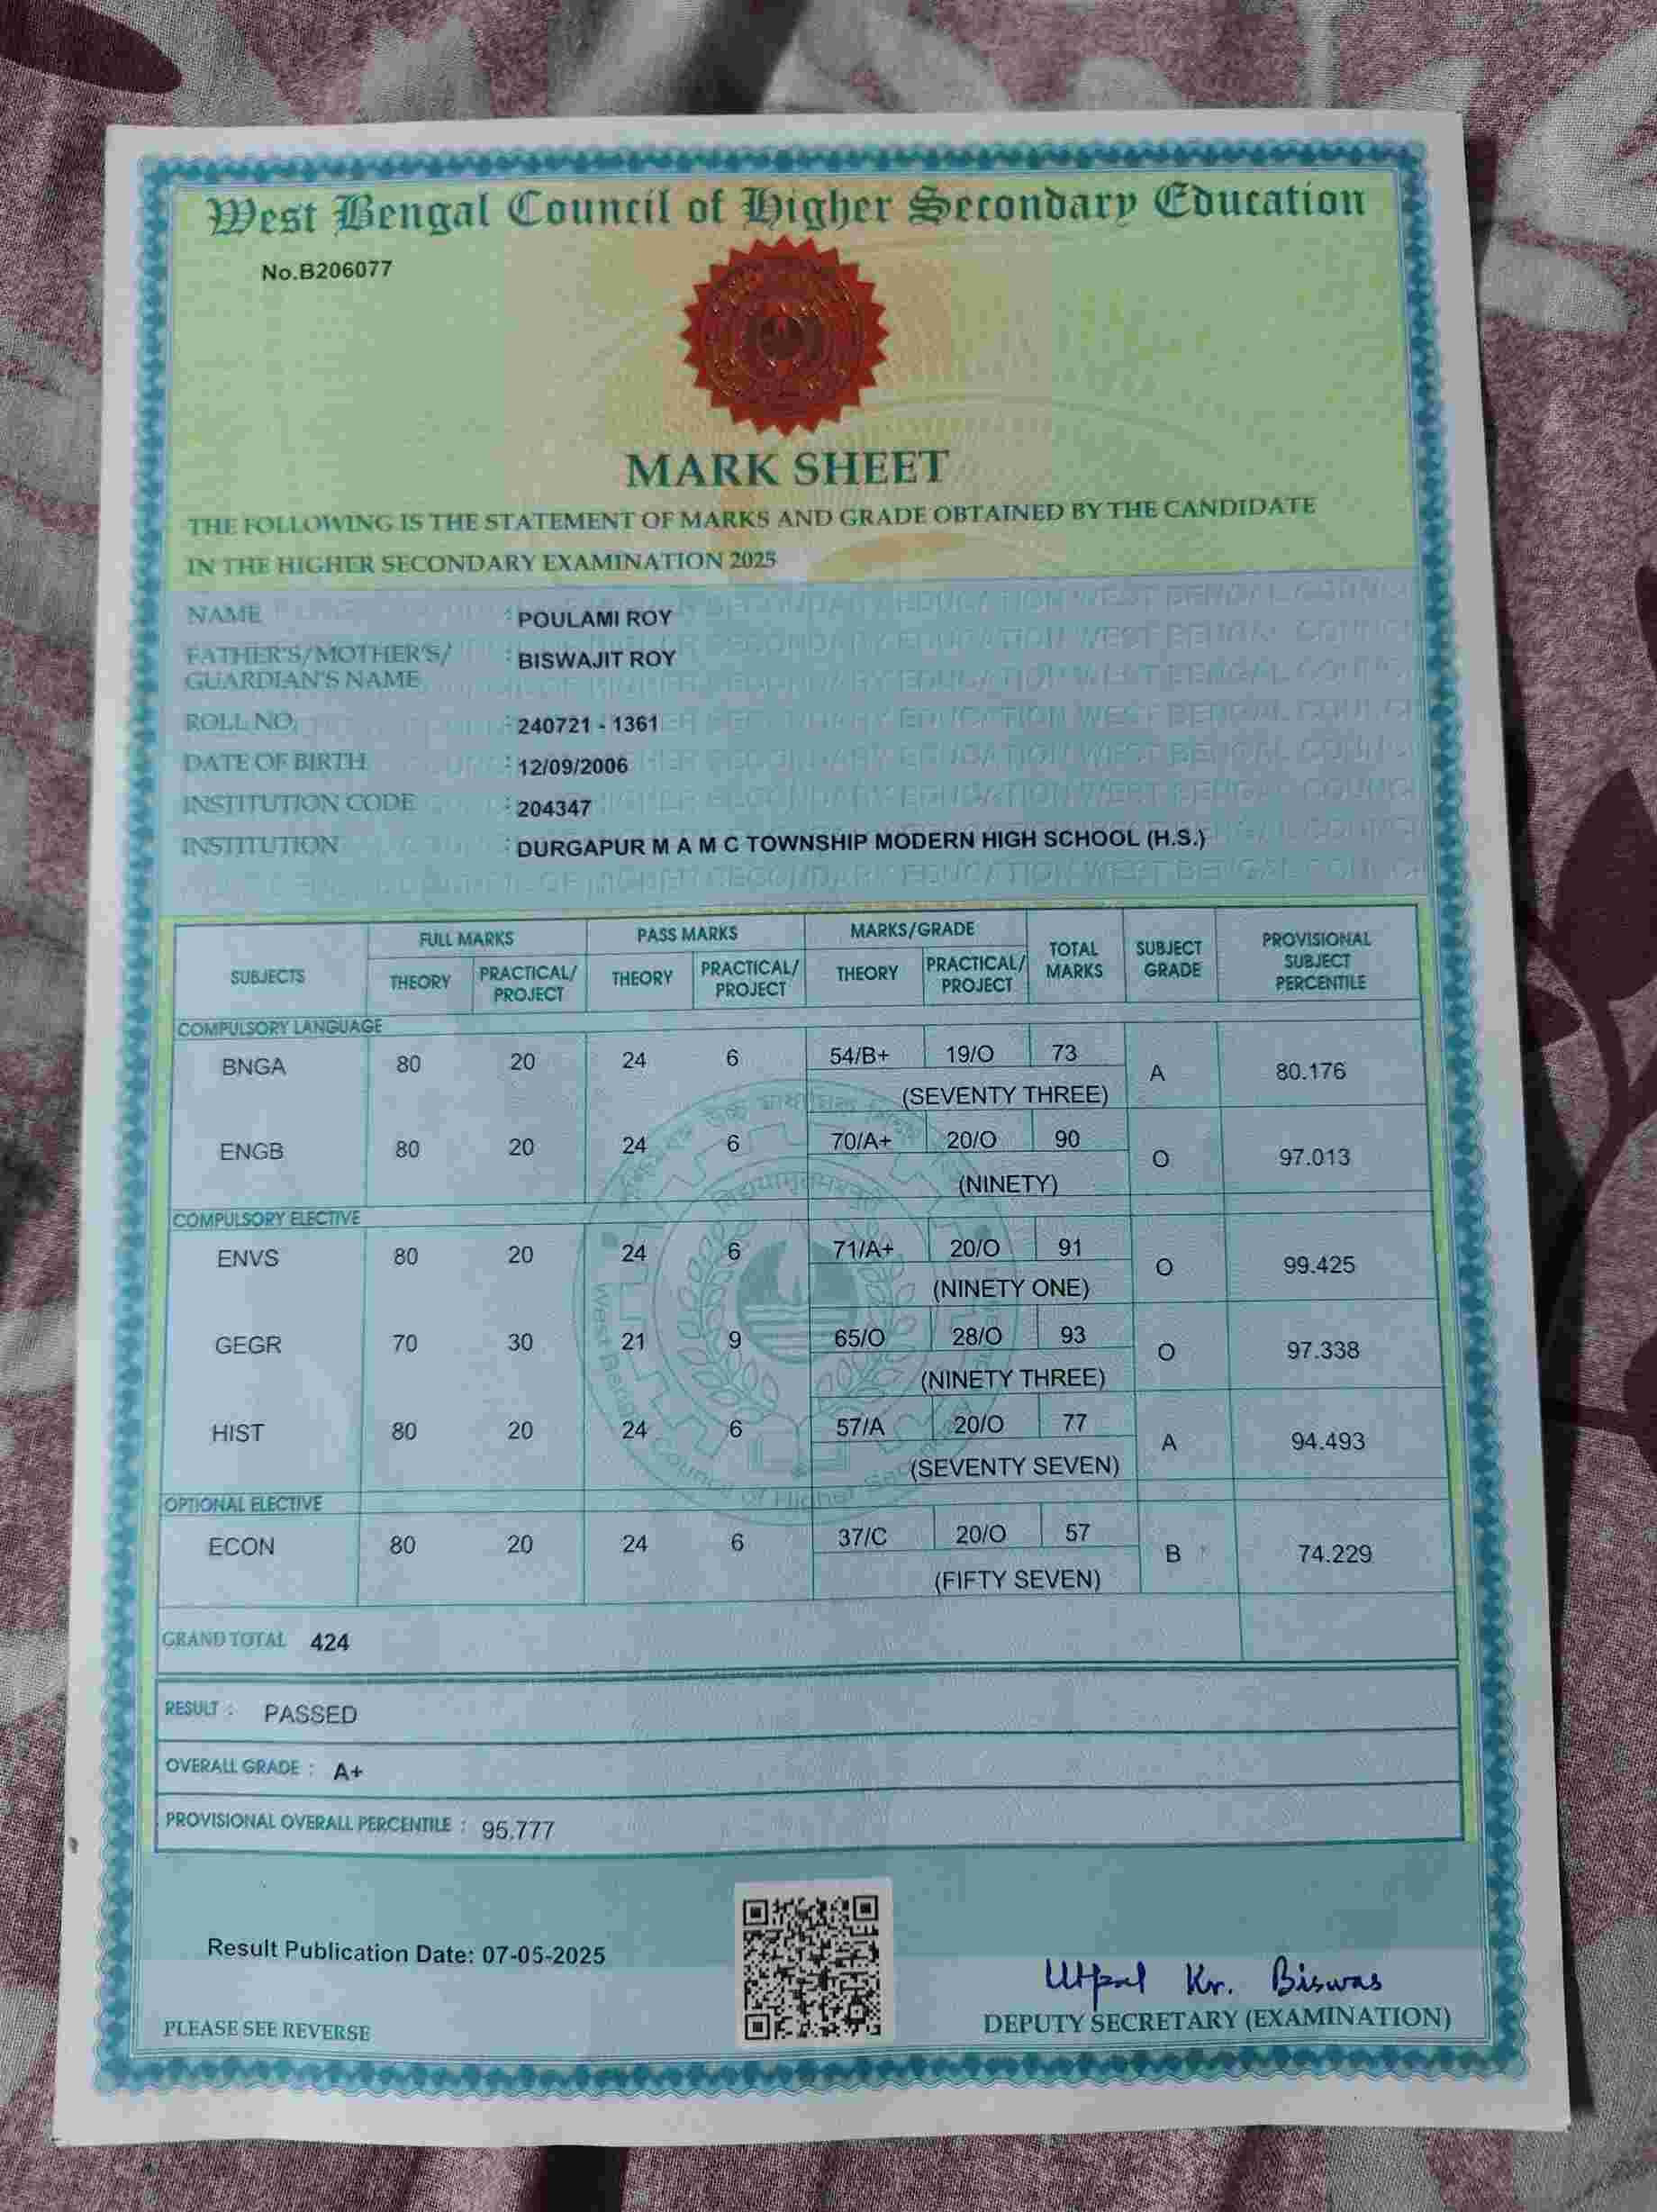 West Bengal Council of Higher Secondary Education
No.B206077
MARK SHEET
THE FOLLOWING IS THE STATEMENT OF MARKS AND GRADE OBTAINED BY THE CANDIDATE
IN THE HIGHER SECONDARY EXAMINATION 2025
NAME : POULAMI ROY
FATHER'S/MOTHER'S/ : BISWAJIT ROY
GUARDIAN'S NAME
ROLL NO. : 240721 - 1361
DATE OF BIRTH : 12/09/2006
INSTITUTION CODE : 204347
INSTITUTION : DURGAPUR M A M C TOWNSHIP MODERN HIGH SCHOOL (H.S.)
SUBJECTS FULL MARKS PASS MARKS MARKS/GRADE TOTAL MARKS SUBJECT GRADE PROVISIONAL SUBJECT PERCENTILE
THEORY PRACTICAL/PROJECT THEORY PRACTICAL/PROJECT THEORY PRACTICAL/PROJECT
COMPULSORY LANGUAGE
BNGA 80 20 24 6 54/B+ 19/O 73 A 80.176
(SEVENTY THREE)
ENGB 80 20 24 6 70/A+ 20/O 90 O 97.013
(NINETY)
COMPULSORY ELECTIVE
ENVS 80 20 24 6 71/A+ 20/O 91 O 99.425
(NINETY ONE)
GEGR 70 30 21 9 65/O 28/O 93 O 97.338
(NINETY THREE)
HIST 80 20 24 6 57/A 20/O 77 A 94.493
(SEVENTY SEVEN)
OPTIONAL ELECTIVE
ECON 80 20 24 6 37/C 20/O 57 B 74.229
(FIFTY SEVEN)
GRAND TOTAL 424
RESULT : PASSED
OVERALL GRADE : A+
PROVISIONAL OVERALL PERCENTILE : 95.777
Result Publication Date: 07-05-2025
Utpal Kr. Biswas
PLEASE SEE REVERSE
DEPUTY SECRETARY (EXAMINATION)